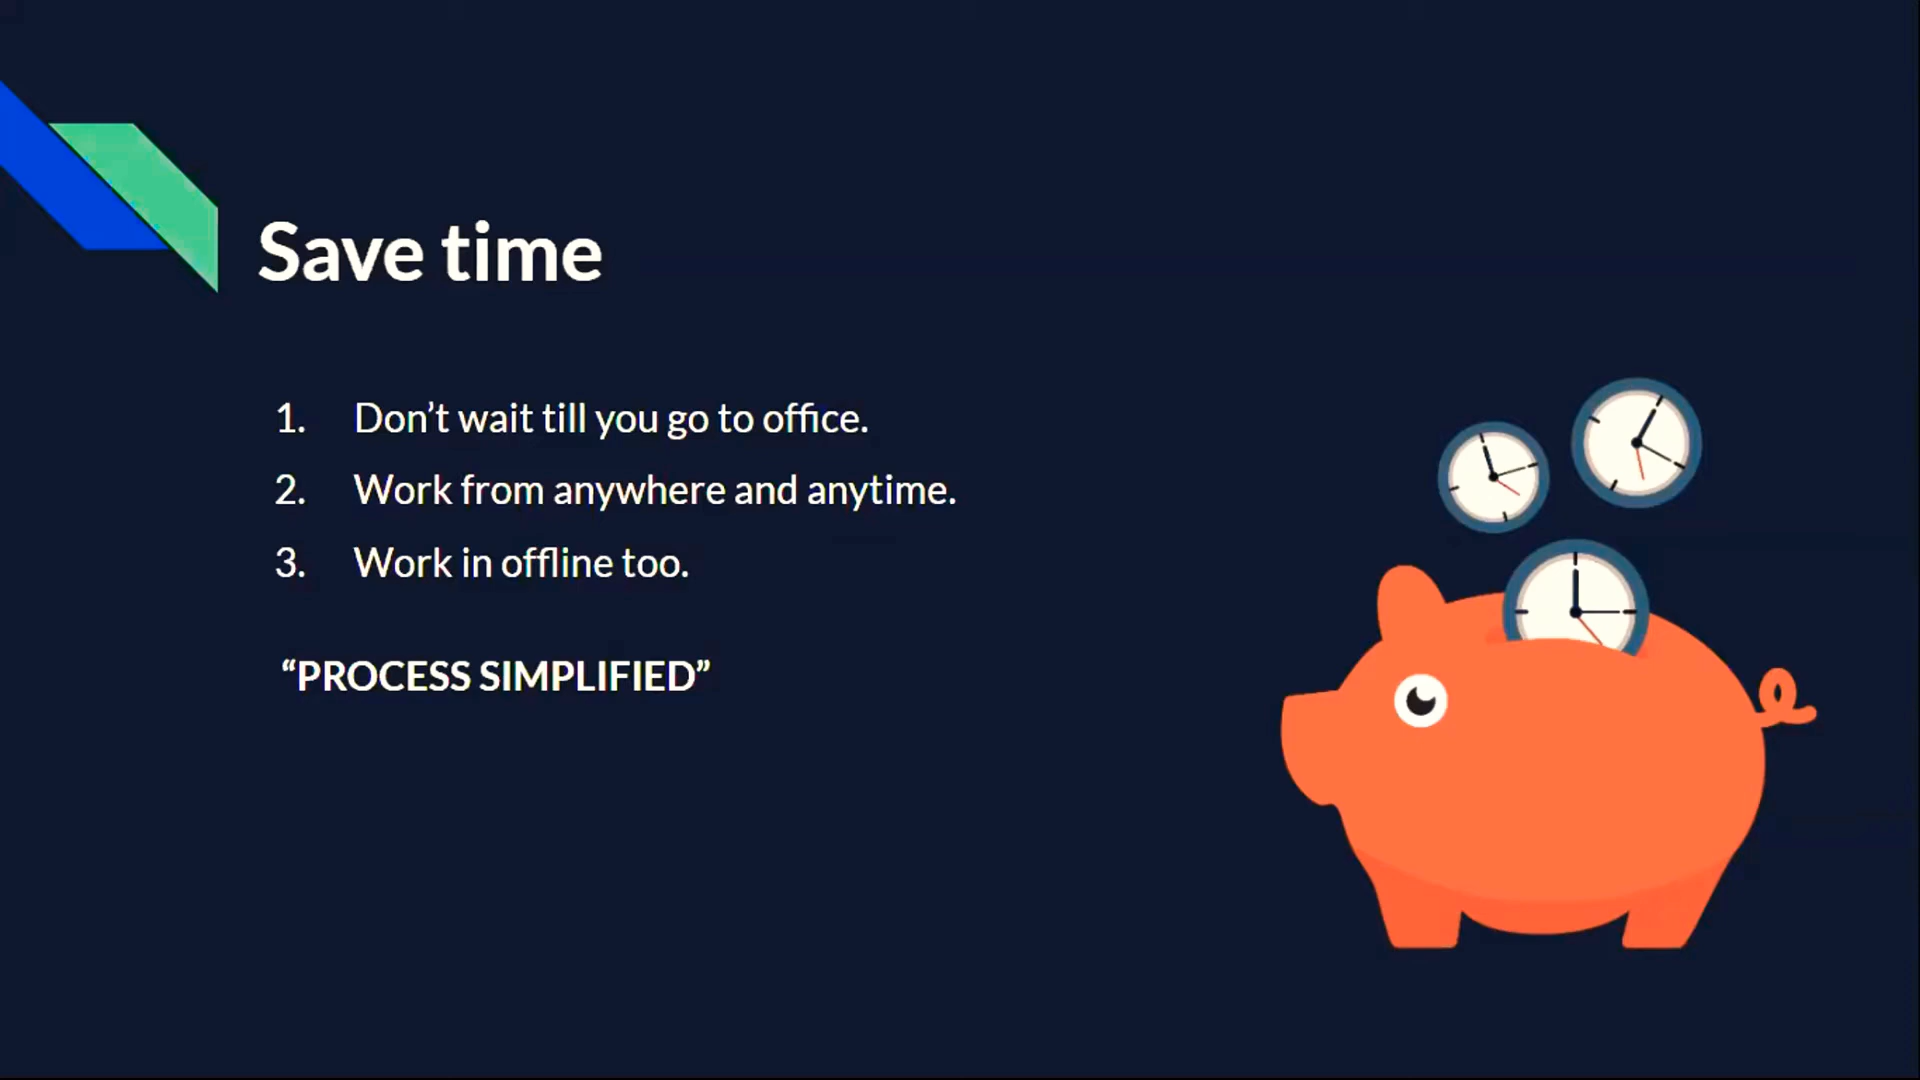 Save time
1. Don’t wait till you go to office.
2. Work from anywhere and anytime.
3. Work in offline too.
“PROCESS SIMPLIFIED”